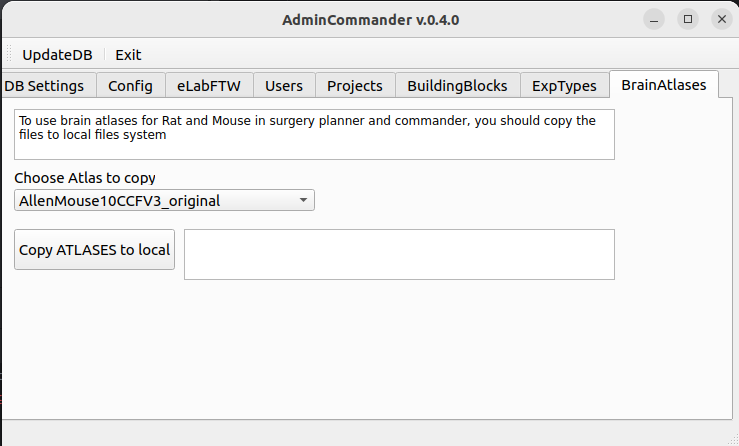 AdminCommander v.0.4.0
UpdateDB Exit
DB Settings Config eLabFTW Users Projects BuildingBlocks ExpTypes BrainAtlases
To use brain atlases for Rat and Mouse in surgery planner and commander, you should copy the
files to local files system
Choose Atlas to copy
AllenMouse10CCFV3_original
Copy ATLASES to local